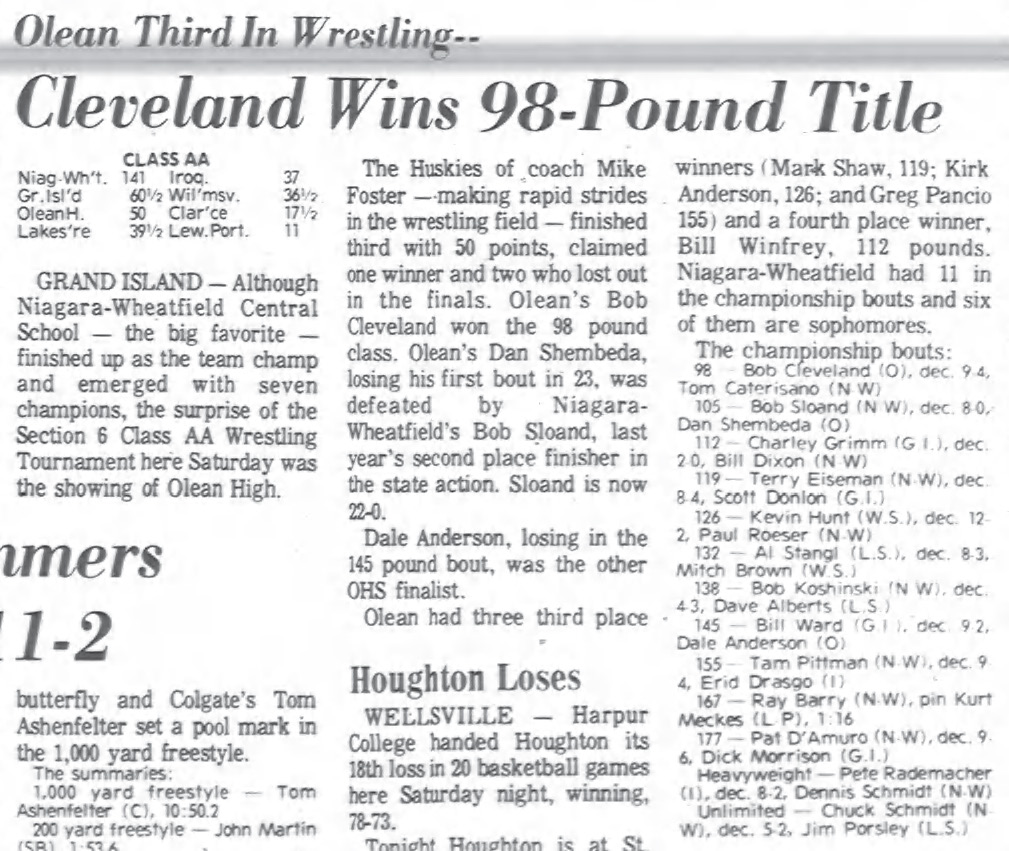 Olean Third In Wrestling--
Cleveland Wins 98-Pound Title
CLASS AA
Niag-Wh't. 141 Iroq. 37
Gr.Isl'd 60½ Wil'msv. 36½
OleanH. 50 Clar'ce 17½
Lakes're 39½ Lew.Port. 11
GRAND ISLAND — Although
Niagara-Wheatfield Central
School — the big favorite —
finished up as the team champ
and emerged with seven
champions, the surprise of the
Section 6 Class AA Wrestling
Tournament here Saturday was
the showing of Olean High.
The Huskies of coach Mike
Foster —making rapid strides
in the wrestling field — finished
third with 50 points, claimed
one winner and two who lost out
in the finals. Olean's Bob
Cleveland won the 98 pound
class. Olean's Dan Shembeda,
losing his first bout in 23, was
defeated by Niagara-
Wheatfield's Bob Sloand, last
year's second place finisher in
the state action. Sloand is now
22-0.
Dale Anderson, losing in the
145 pound bout, was the other
OHS finalist.
Olean had three third place
winners (Mark Shaw, 119; Kirk
Anderson, 126; and Greg Pancio
155) and a fourth place winner,
Bill Winfrey, 112 pounds.
Niagara-Wheatfield had 11 in
the championship bouts and six
of them are sophomores.
The championship bouts:
98 — Bob Cleveland (O), dec. 9-4,
Tom Caterisano (N-W)
105 — Bob Sloand (N-W), dec. 8-0,
Dan Shembeda (O)
112 — Charley Grimm (G.I.), dec.
2-0, Bill Dixon (N-W)
119 — Terry Eiseman (N-W), dec.
8-4, Scott Donlon (G.I.)
126 — Kevin Hunt (W.S.), dec. 12-
2, Paul Roeser (N-W)
132 — Al Stangl (L.S.), dec. 8-3,
Mitch Brown (W.S.)
138 — Bob Koshinski (N-W), dec.
4-3, Dave Alberts (L.S.)
145 — Bill Ward (G.I.), dec. 9-2,
Dale Anderson (O)
155 — Tam Pittman (N-W), dec. 9-
4, Erid Drasgo (I)
167 — Ray Barry (N-W), pin Kurt
Meckes (L-P), 1:16
177 — Pat D'Amuro (N-W), dec. 9-
6, Dick Morrison (G.I.)
Heavyweight — Pete Rademacher
(I), dec. 8-2, Dennis Schmidt (N-W)
Unlimited — Chuck Schmidt (N-
W), dec. 5-2, Jim Porsley (L.S.)
mmers
11-2
butterfly and Colgate's Tom
Ashenfelter set a pool mark in
the 1,000 yard freestyle.
The summaries:
1,000 yard freestyle — Tom
Ashenfelter (C), 10:50.2
200 yard freestyle — John Martin
(SB), 1:53.6
Houghton Loses
WELLSVILLE — Harpur
College handed Houghton its
18th loss in 20 basketball games
here Saturday night, winning,
78-73.
Tonight Houghton is at St.